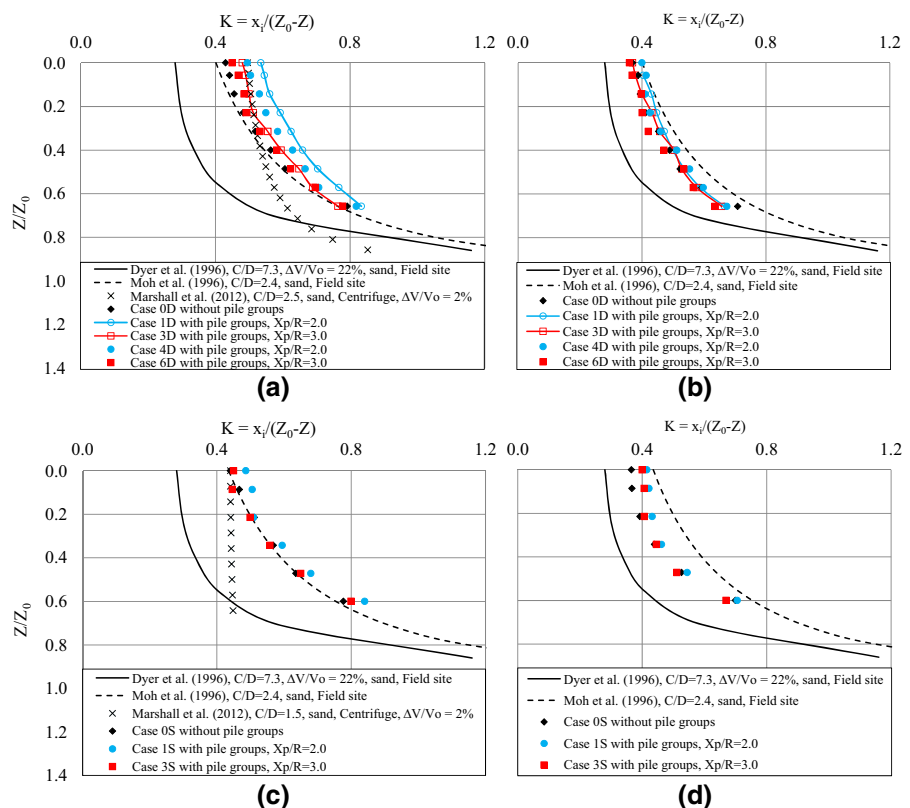 K = xi/(Z0-Z)
0.0 0.4 0.8 1.2
0.0
0.2
0.4
0.6
0.8
1.0
1.2
1.4
Z/Z0
Dyer et al. (1996), C/D=7.3, ΔV/Vo = 22%, sand, Field site
Moh et al. (1996), C/D=2.4, sand, Field site
Marshall et al. (2012), C/D=2.5, sand, Centrifuge, ΔV/Vo = 2%
Case 0D without pile groups
Case 1D with pile groups, Xp/R=2.0
Case 3D with pile groups, Xp/R=3.0
Case 4D with pile groups, Xp/R=2.0
Case 6D with pile groups, Xp/R=3.0
(a)
K = xi/(Z0-Z)
0.0 0.4 0.8 1.2
Dyer et al. (1996), C/D=7.3, ΔV/Vo = 22%, sand, Field site
Moh et al. (1996), C/D=2.4, sand, Field site
Case 0D without pile groups
Case 1D with pile groups, Xp/R=2.0
Case 3D with pile groups, Xp/R=3.0
Case 4D with pile groups, Xp/R=2.0
Case 6D with pile groups, Xp/R=3.0
(b)
K = xi/(Z0-Z)
0.0 0.4 0.8 1.2
0.0
0.2
0.4
0.6
0.8
1.0
1.2
1.4
Z/Z0
Dyer et al. (1996), C/D=7.3, ΔV/Vo = 22%, sand, Field site
Moh et al. (1996), C/D=2.4, sand, Field site
Marshall et al. (2012), C/D=1.5, sand, Centrifuge, ΔV/Vo = 2%
Case 0S without pile groups
Case 1S with pile groups, Xp/R=2.0
Case 3S with pile groups, Xp/R=3.0
(c)
K = xi/(Z0-Z)
0.0 0.4 0.8 1.2
Dyer et al. (1996), C/D=7.3, ΔV/Vo = 22%, sand, Field site
Moh et al. (1996), C/D=2.4, sand, Field site
Case 0S without pile groups
Case 1S with pile groups, Xp/R=2.0
Case 3S with pile groups, Xp/R=3.0
(d)